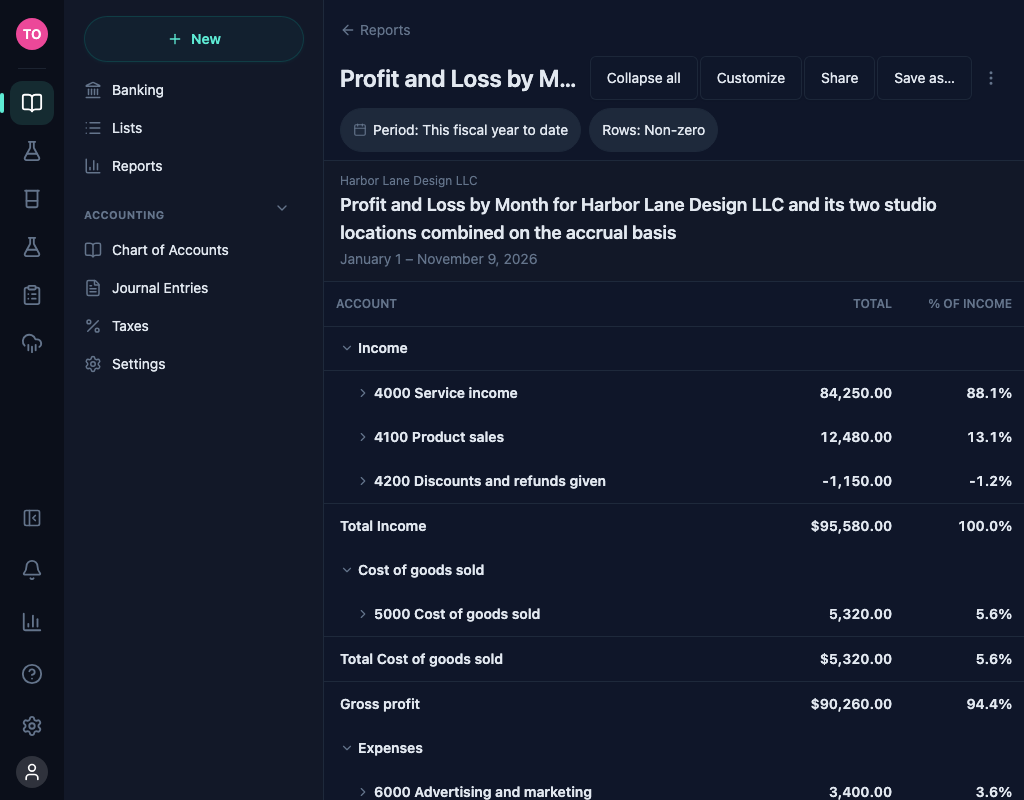 TO
New
Banking
Lists
Reports
ACCOUNTING
Chart of Accounts
Journal Entries
Taxes
Settings
Reports
Profit and Loss by M...
Collapse all
Customize
Share
Save as...
Period: This fiscal year to date
Rows: Non-zero
Harbor Lane Design LLC
Profit and Loss by Month for Harbor Lane Design LLC and its two studio
locations combined on the accrual basis
January 1 – November 9, 2026
ACCOUNT TOTAL % OF INCOME
Income
4000 Service income 84,250.00 88.1%
4100 Product sales 12,480.00 13.1%
4200 Discounts and refunds given -1,150.00 -1.2%
Total Income $95,580.00 100.0%
Cost of goods sold
5000 Cost of goods sold 5,320.00 5.6%
Total Cost of goods sold $5,320.00 5.6%
Gross profit $90,260.00 94.4%
Expenses
6000 Advertising and marketing 3,400.00 3.6%